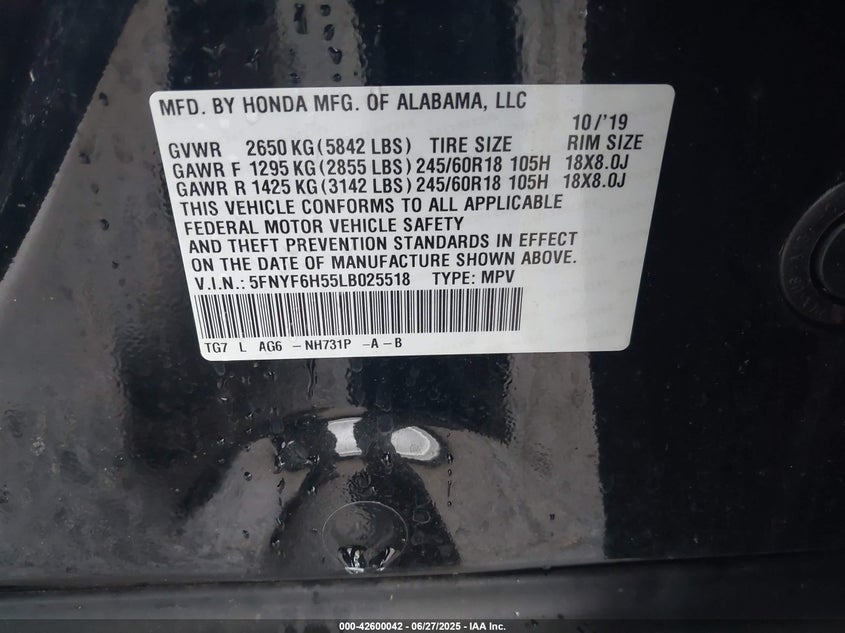 MFD. BY HONDA MFG. OF ALABAMA, LLC
10/'19
GVWR 2650 KG (5842 LBS) TIRE SIZE RIM SIZE
GAWR F 1295 KG (2855 LBS) 245/60R18 105H 18X8.0J
GAWR R 1425 KG (3142 LBS) 245/60R18 105H 18X8.0J
THIS VEHICLE CONFORMS TO ALL APPLICABLE
FEDERAL MOTOR VEHICLE SAFETY
AND THEFT PREVENTION STANDARDS IN EFFECT
ON THE DATE OF MANUFACTURE SHOWN ABOVE.
V.I.N.: 5FNYF6H55LB025518 TYPE: MPV
TG7 L AG6 -NH731P -A-B
000-42600042 | 06/27/2025 - IAA Inc.